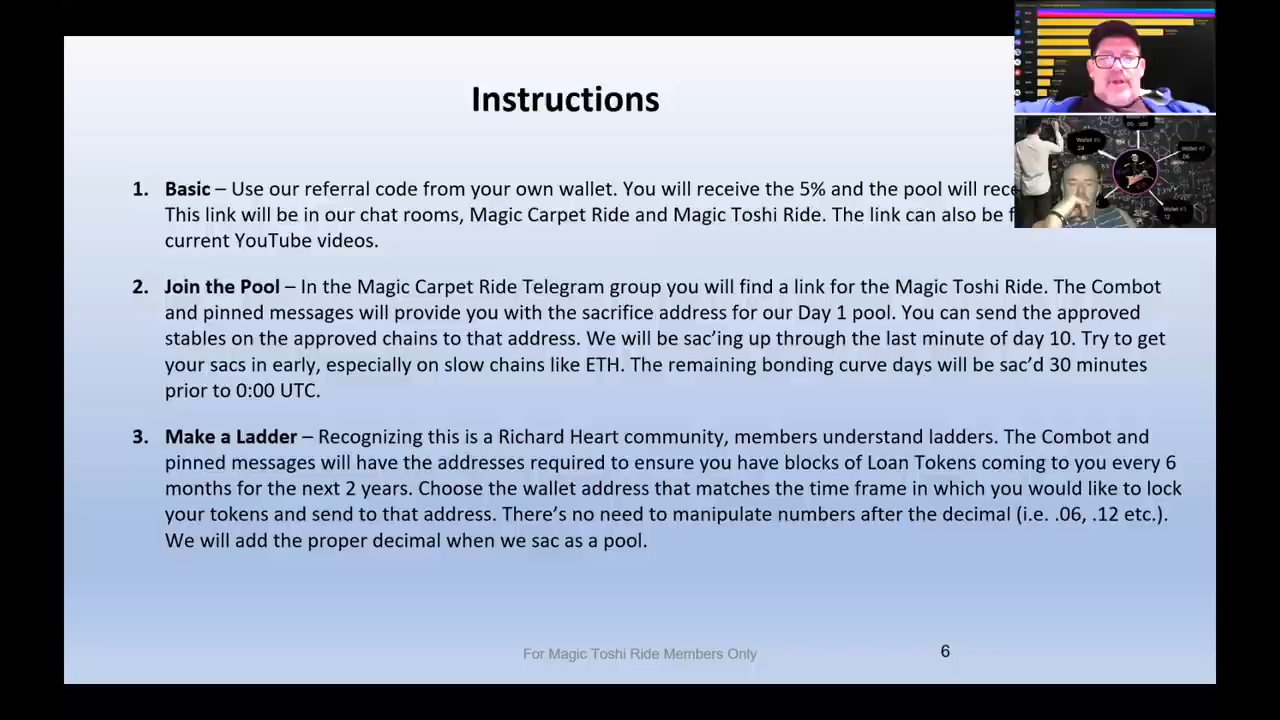 Instructions
1. Basic – Use our referral code from your own wallet. You will receive the 5% and the pool will
This link will be in our chat rooms, Magic Carpet Ride and Magic Toshi Ride. The link can also be
current YouTube videos.
2. Join the Pool – In the Magic Carpet Ride Telegram group you will find a link for the Magic Toshi Ride. The Combot
and pinned messages will provide you with the sacrifice address for our Day 1 pool. You can send the approved
stables on the approved chains to that address. We will be sac’ing up through the last minute of day 10. Try to get
your sacs in early, especially on slow chains like ETH. The remaining bonding curve days will be sac’d 30 minutes
prior to 0:00 UTC.
3. Make a Ladder – Recognizing this is a Richard Heart community, members understand ladders. The Combot and
pinned messages will have the addresses required to ensure you have blocks of Loan Tokens coming to you every 6
months for the next 2 years. Choose the wallet address that matches the time frame in which you would like to lock
your tokens and send to that address. There’s no need to manipulate numbers after the decimal (i.e. .06, .12 etc.).
We will add the proper decimal when we sac as a pool.
For Magic Toshi Ride Members Only
6